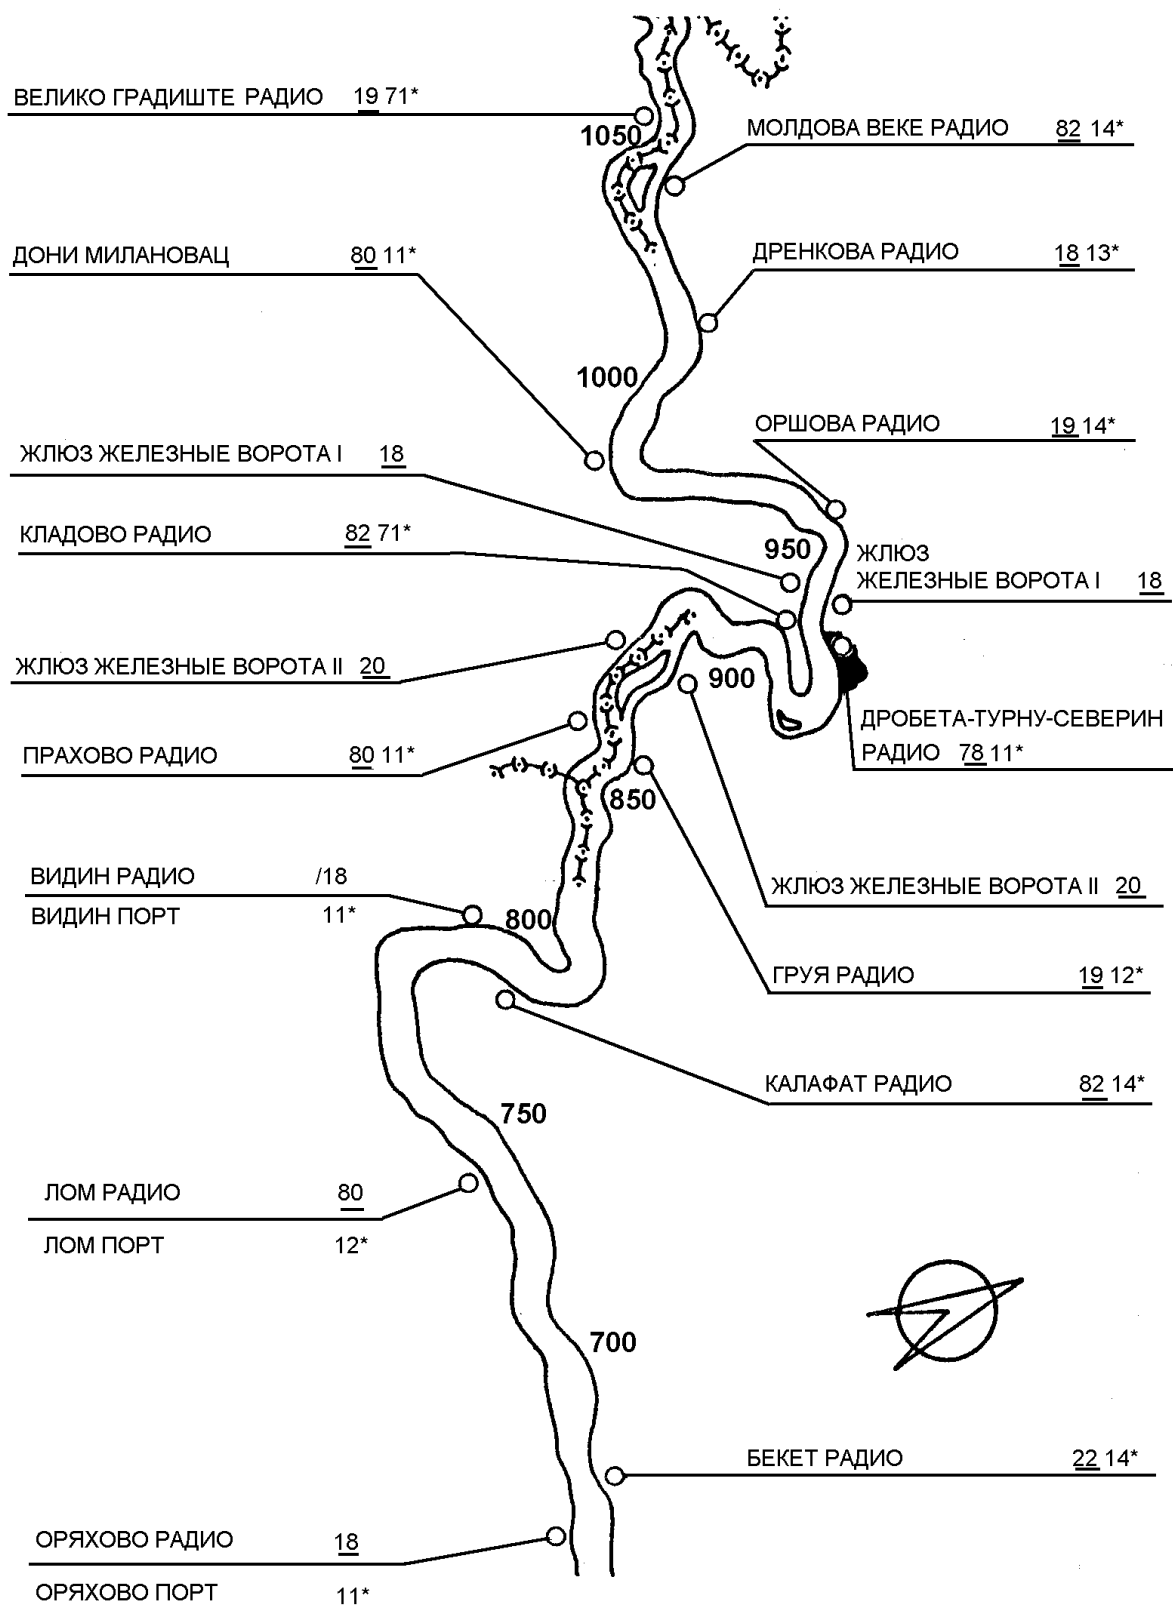 ВЕЛИКО ГРАДИШТЕ РАДИО 19 71*
1050
МОЛДОВА ВЕКЕ РАДИО 82 14*
ДОНИ МИЛАНОВАЦ 80 11*
ДРЕНКОВА РАДИО 18 13*
1000
ОРШОВА РАДИО 19 14*
ЖЛЮЗ ЖЕЛЕЗНЫЕ ВОРОТА I 18
КЛАДОВО РАДИО 82 71*
950
ЖЛЮЗ
ЖЕЛЕЗНЫЕ ВОРОТА I 18
ЖЛЮЗ ЖЕЛЕЗНЫЕ ВОРОТА II 20
900
ДРОБЕТА-ТУРНУ-СЕВЕРИН
РАДИО 78 11*
ПРАХОВО РАДИО 80 11*
850
ВИДИН РАДИО /18
ВИДИН ПОРТ 11*
ЖЛЮЗ ЖЕЛЕЗНЫЕ ВОРОТА II 20
800
ГРУЯ РАДИО 19 12*
КАЛАФАТ РАДИО 82 14*
750
ЛОМ РАДИО 80
ЛОМ ПОРТ 12*
700
БЕКЕТ РАДИО 22 14*
ОРЯХОВО РАДИО 18
ОРЯХОВО ПОРТ 11*